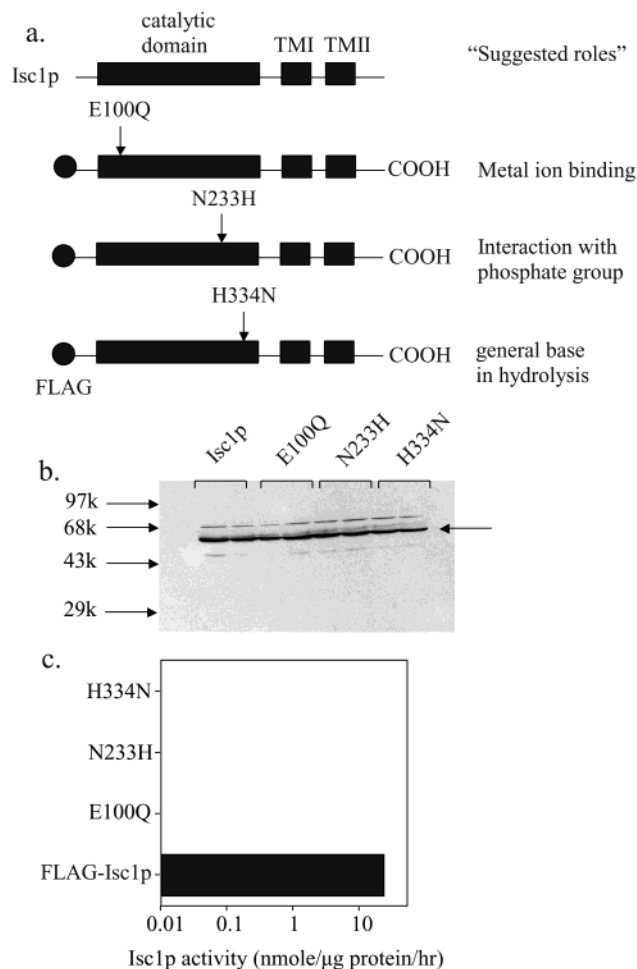 a.
catalytic
domain
TMI TMII
"Suggested roles"
Isc1p
E100Q
COOH
Metal ion binding
N233H
COOH
Interaction with
phosphate group
H334N
COOH
general base
in hydrolysis
FLAG
b.
Isc1p E100Q N233H H334N
97k
68k
43k
29k
c.
H334N
N233H
E100Q
FLAG-Isc1p
0.01 0.1 1 10
Isc1p activity (nmole/μg protein/hr)